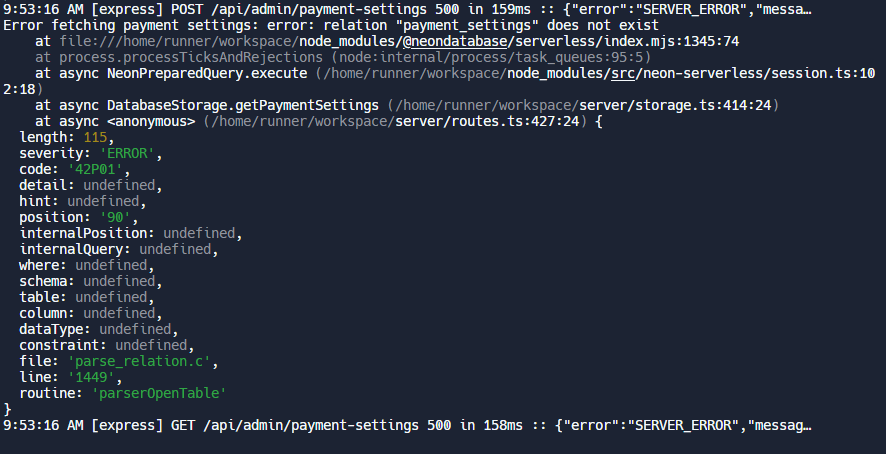 9:53:16 AM [express] POST /api/admin/payment-settings 500 in 159ms :: {"error":"SERVER_ERROR","messa…
Error fetching payment settings: error: relation "payment_settings" does not exist
    at file:///home/runner/workspace/node_modules/@neondatabase/serverless/index.mjs:1345:74
    at process.processTicksAndRejections (node:internal/process/task_queues:95:5)
    at async NeonPreparedQuery.execute (/home/runner/workspace/node_modules/src/neon-serverless/session.ts:10
2:18)
    at async DatabaseStorage.getPaymentSettings (/home/runner/workspace/server/storage.ts:414:24)
    at async <anonymous> (/home/runner/workspace/server/routes.ts:427:24) {
  length: 115,
  severity: 'ERROR',
  code: '42P01',
  detail: undefined,
  hint: undefined,
  position: '90',
  internalPosition: undefined,
  internalQuery: undefined,
  where: undefined,
  schema: undefined,
  table: undefined,
  column: undefined,
  dataType: undefined,
  constraint: undefined,
  file: 'parse_relation.c',
  line: '1449',
  routine: 'parserOpenTable'
}
9:53:16 AM [express] GET /api/admin/payment-settings 500 in 158ms :: {"error":"SERVER_ERROR","messag…